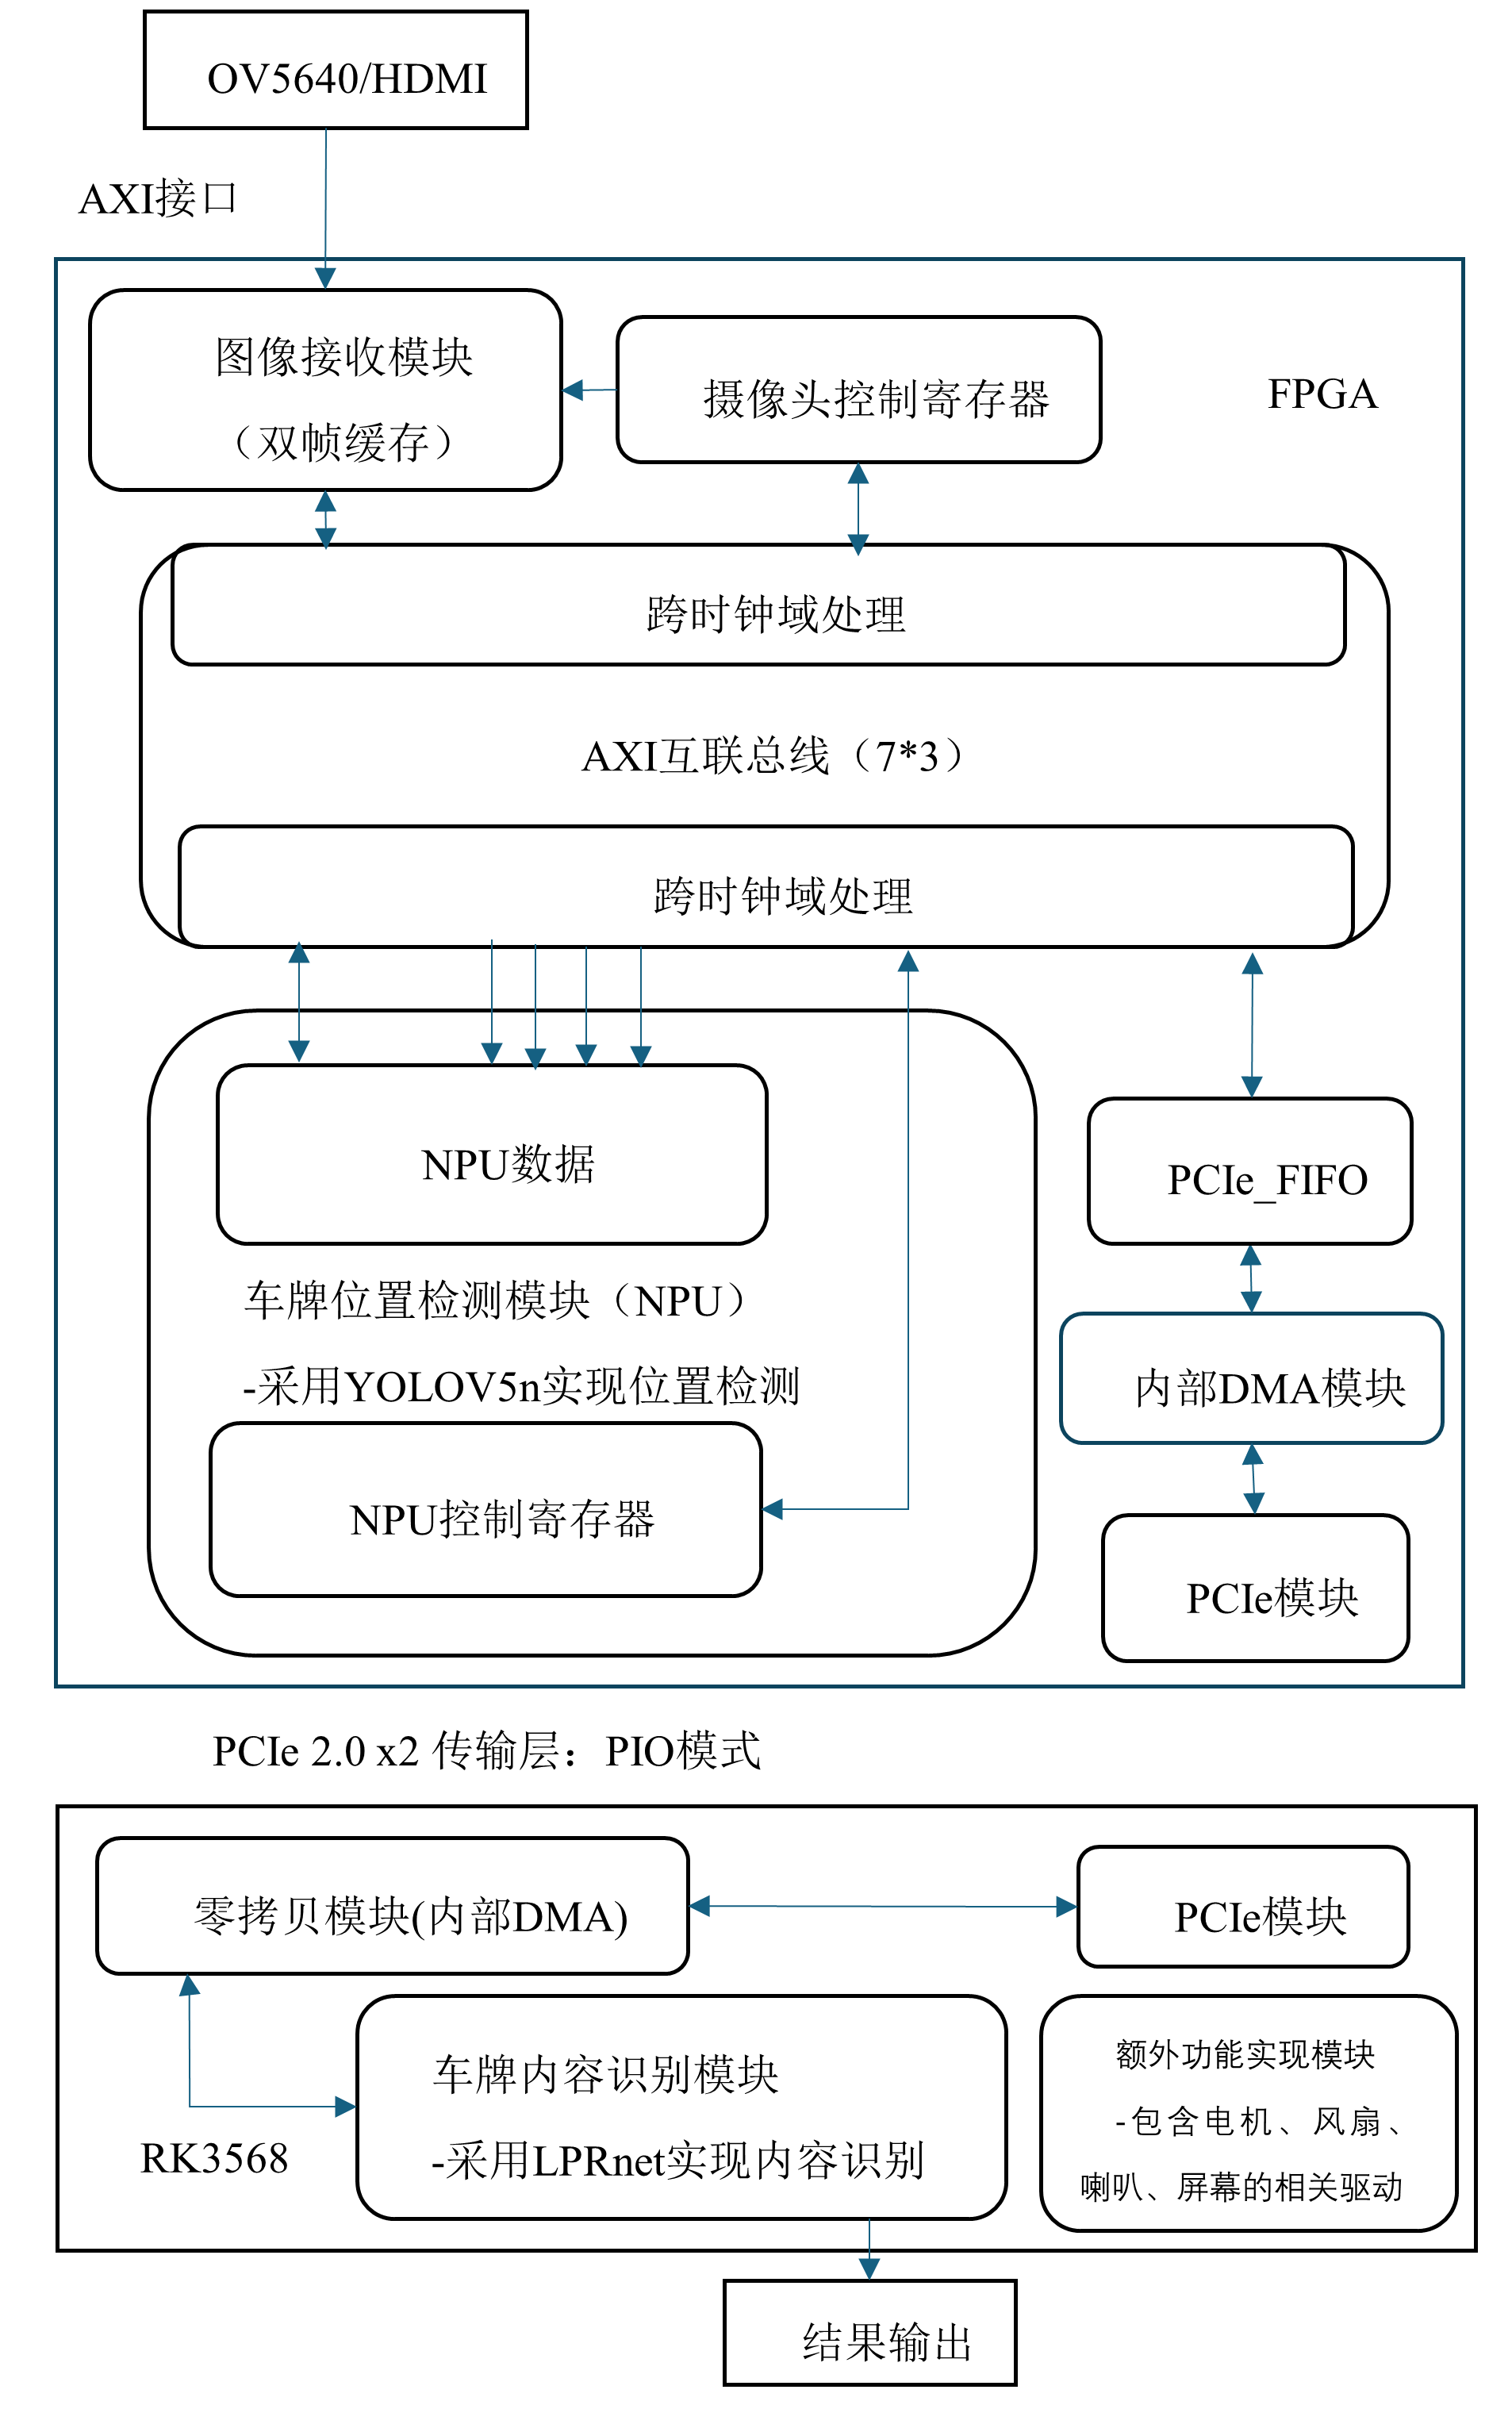 OV5640/HDMI
AXI接口
图像接收模块
（双帧缓存）
摄像头控制寄存器
FPGA
跨时钟域处理
AXI互联总线（7*3）
跨时钟域处理
NPU数据
车牌位置检测模块（NPU）
-采用YOLOV5n实现位置检测
NPU控制寄存器
PCIe_FIFO
内部DMA模块
PCIe模块
PCIe 2.0 x2 传输层：PIO模式
零拷贝模块(内部DMA)
PCIe模块
车牌内容识别模块
-采用LPRnet实现内容识别
RK3568
额外功能实现模块
-包含电机、风扇、
喇叭、屏幕的相关驱动
结果输出